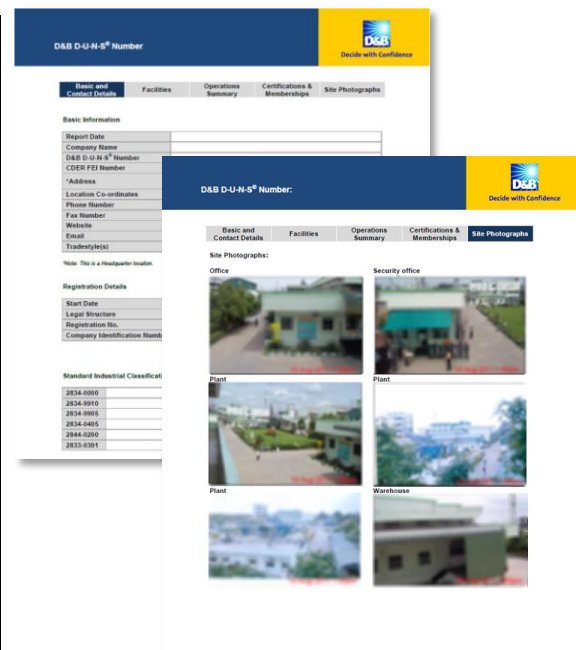 D&B D-U-N-S® Number
D&B
Decide with Confidence
Basic and
Contact Details
Facilities
Operations
Summary
Certifications &
Memberships
Site Photographs
Basic Information
Report Date
Company Name
D&B D-U-N-S® Number
CDER FEI Number
*Address
Location Co-ordinates
Phone Number
Fax Number
Website
Email
Tradestyle(s)
*Note: This is a Headquarter location.
Registration Details
Start Date
Legal Structure
Registration No.
Company Identification Numb
Standard Industrial Classificati
2834-0000
2834-9910
2834-9905
2834-0405
2844-0200
2833-0301
D&B D-U-N-S® Number:
D&B
Decide with Confidence
Basic and
Contact Details
Facilities
Operations
Summary
Certifications &
Memberships
Site Photographs
Site Photographs:
Office
Security office
Plant
Plant
Plant
Warehouse